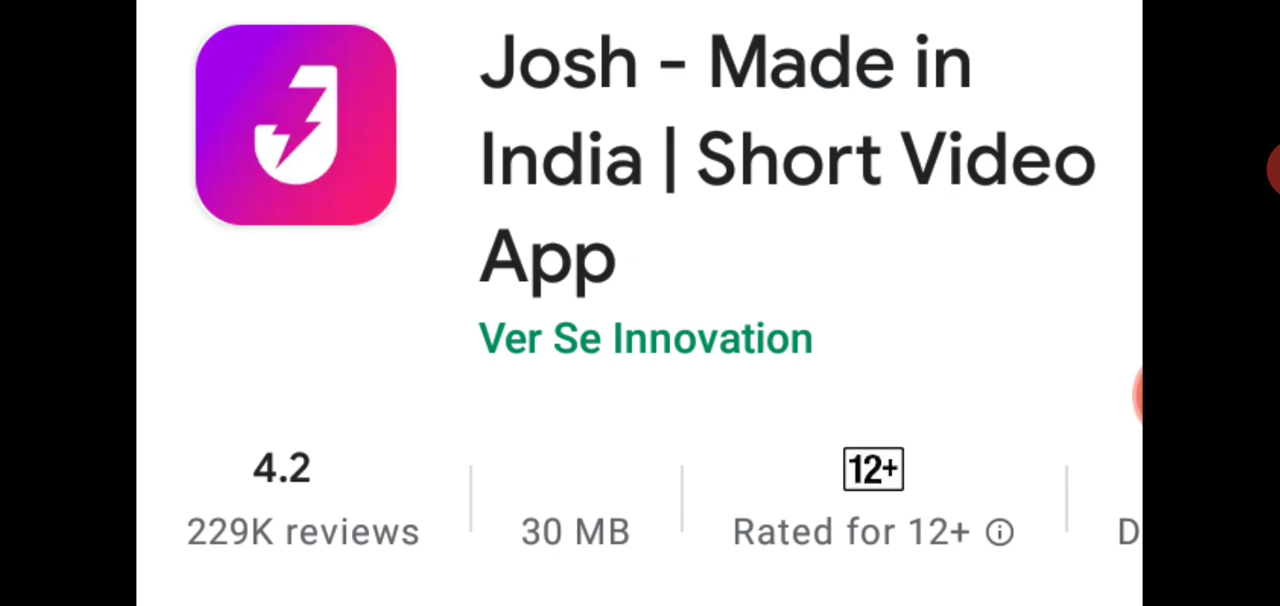 Josh - Made in
India | Short Video
App
Ver Se Innovation
4.2
229K reviews
30 MB
12+
Rated for 12+
D